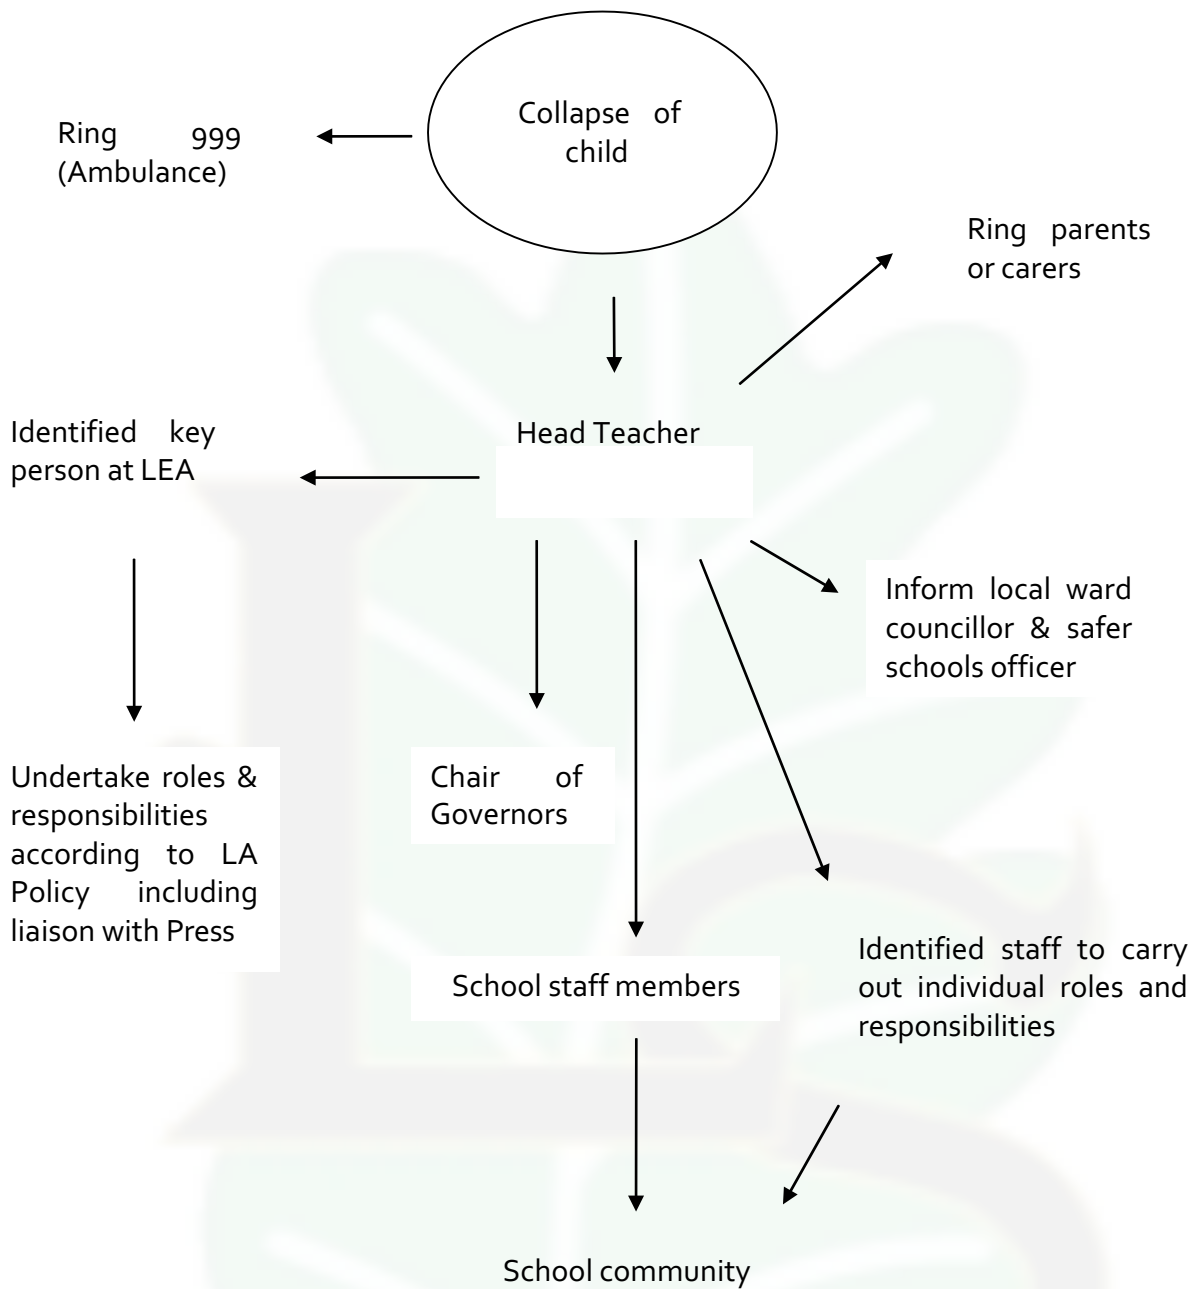 Collapse of
child
Ring 999
(Ambulance)
Ring parents
or carers
Head Teacher
Identified key
person at LEA
Inform local ward
councillor & safer
schools officer
Undertake roles &
responsibilities
according to LA
Policy including
liaison with Press
Chair of
Governors
School staff members
Identified staff to carry
out individual roles and
responsibilities
School community